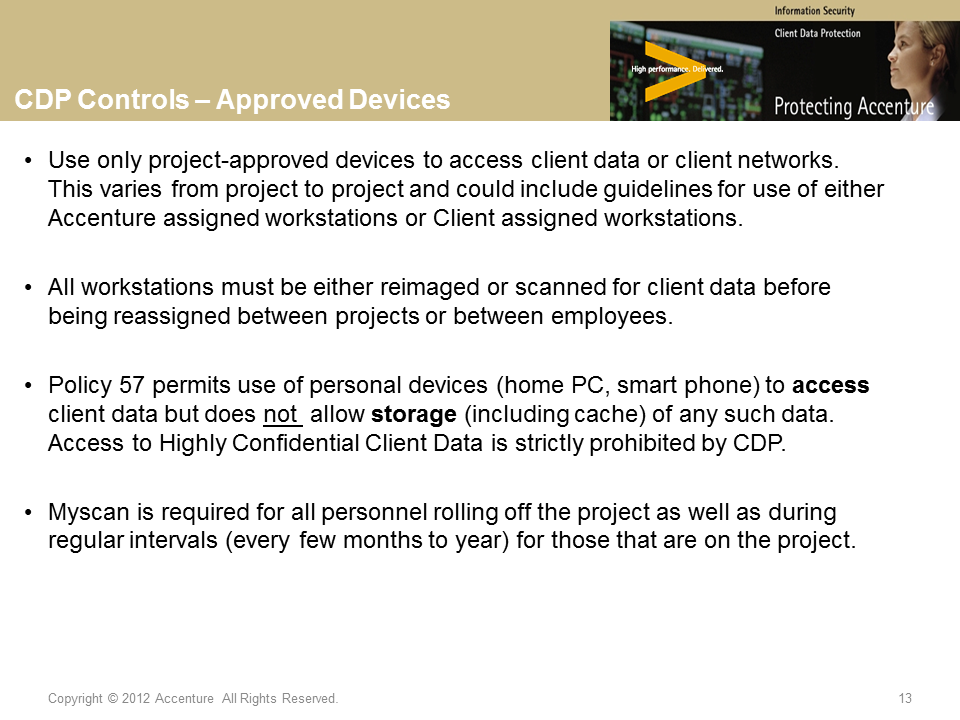 Information Security
Client Data Protection
High performance. Delivered.
Protecting Accenture
CDP Controls – Approved Devices
• Use only project-approved devices to access client data or client networks.
This varies from project to project and could include guidelines for use of either
Accenture assigned workstations or Client assigned workstations.
• All workstations must be either reimaged or scanned for client data before
being reassigned between projects or between employees.
• Policy 57 permits use of personal devices (home PC, smart phone) to access
client data but does not allow storage (including cache) of any such data.
Access to Highly Confidential Client Data is strictly prohibited by CDP.
• Myscan is required for all personnel rolling off the project as well as during
regular intervals (every few months to year) for those that are on the project.
Copyright © 2012 Accenture All Rights Reserved.
13